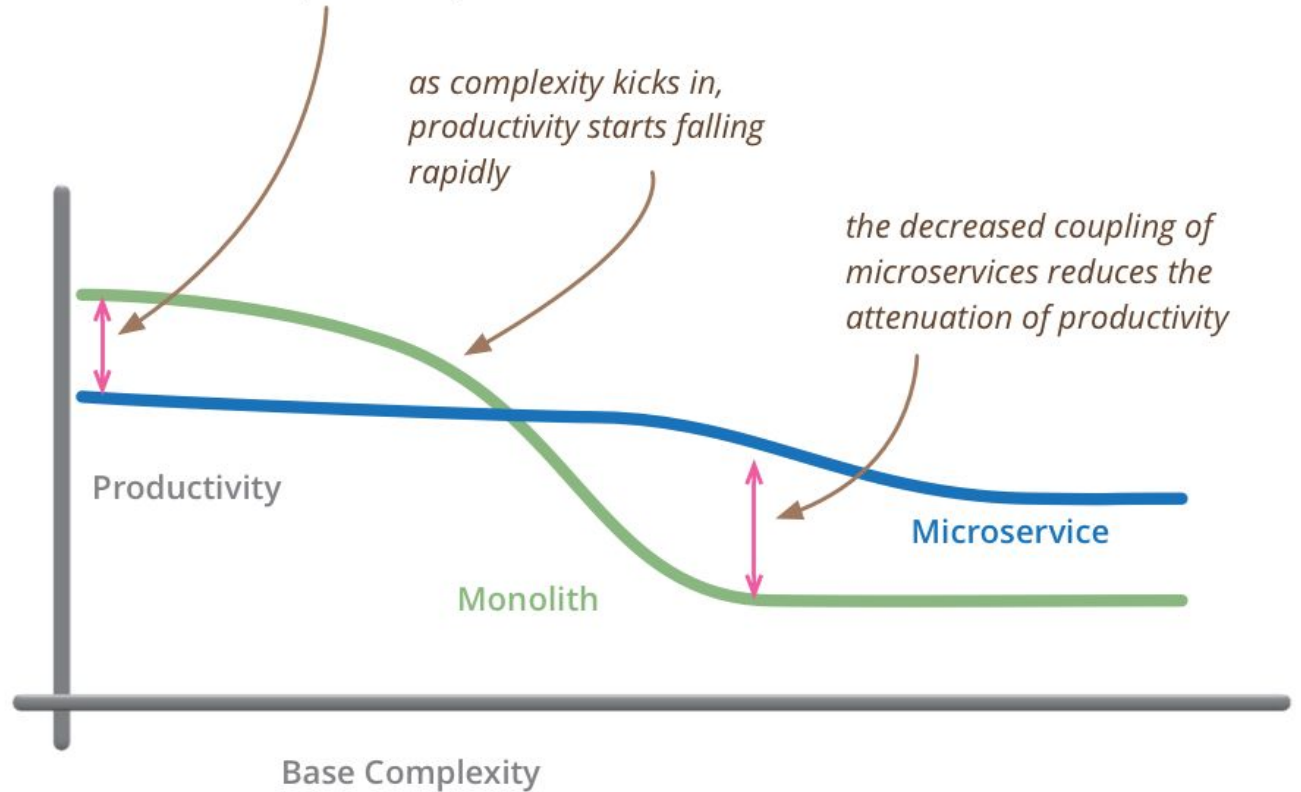 as complexity kicks in,
productivity starts falling
rapidly
the decreased coupling of
microservices reduces the
attenuation of productivity
Productivity
Microservice
Monolith
Base Complexity